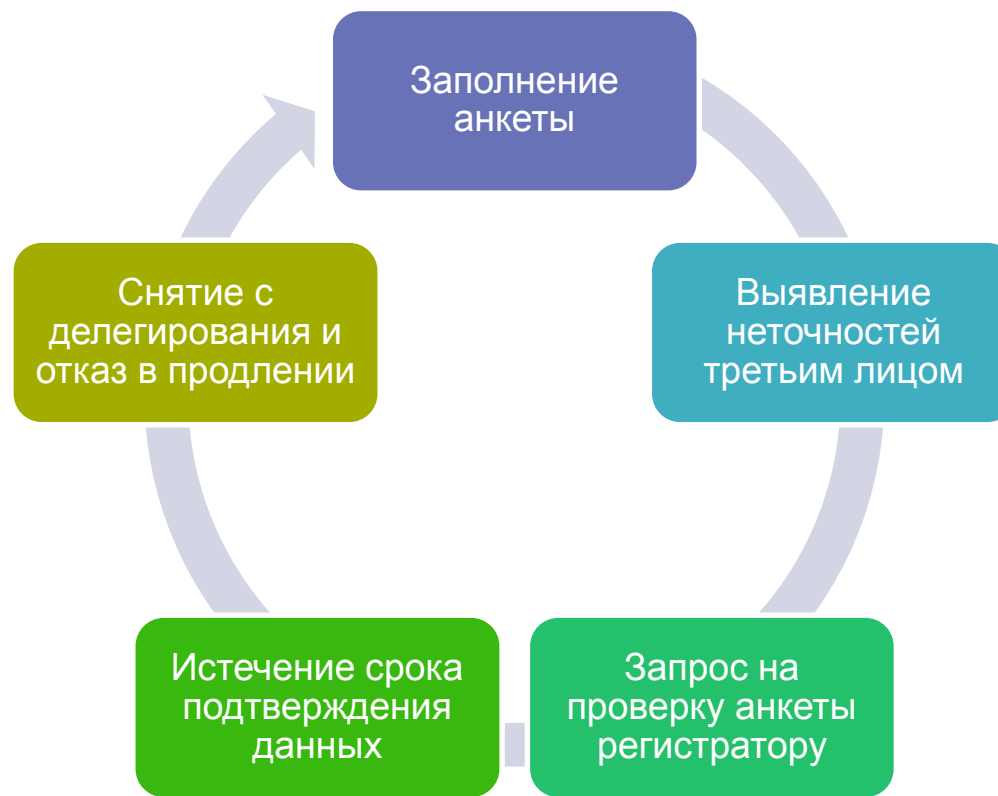 Заполнение
анкеты
Выявление
неточностей
третьим лицом
Запрос на
проверку анкеты
регистратору
Истечение срока
подтверждения
данных
Снятие с
делегирования и
отказ в продлении